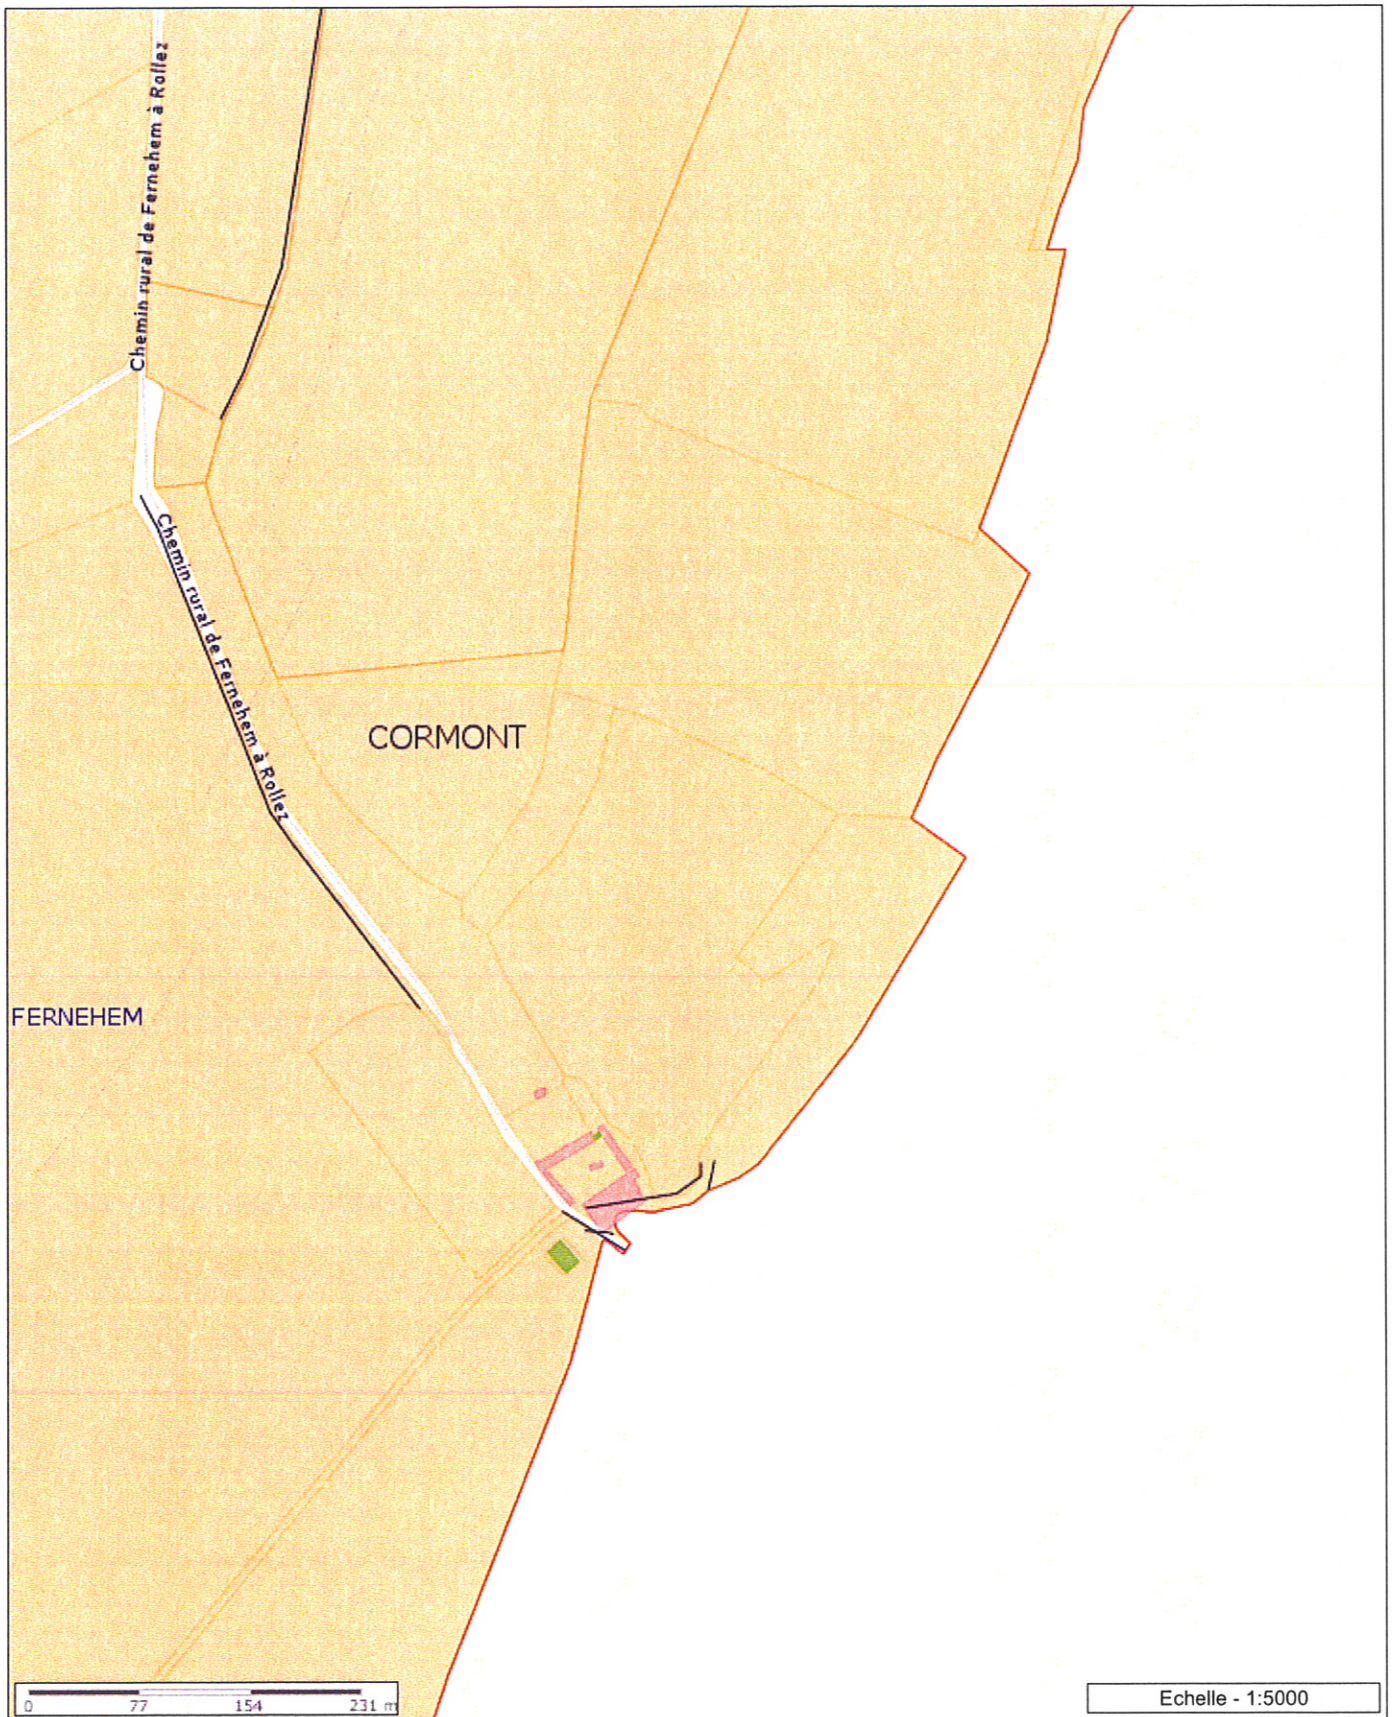 Chemin rural de Fernehem à Rollez
Chemin rural de Fernehem à Rollez
CORMONT
FERNEHEM
0 77 154 231 m
Echelle - 1:5000